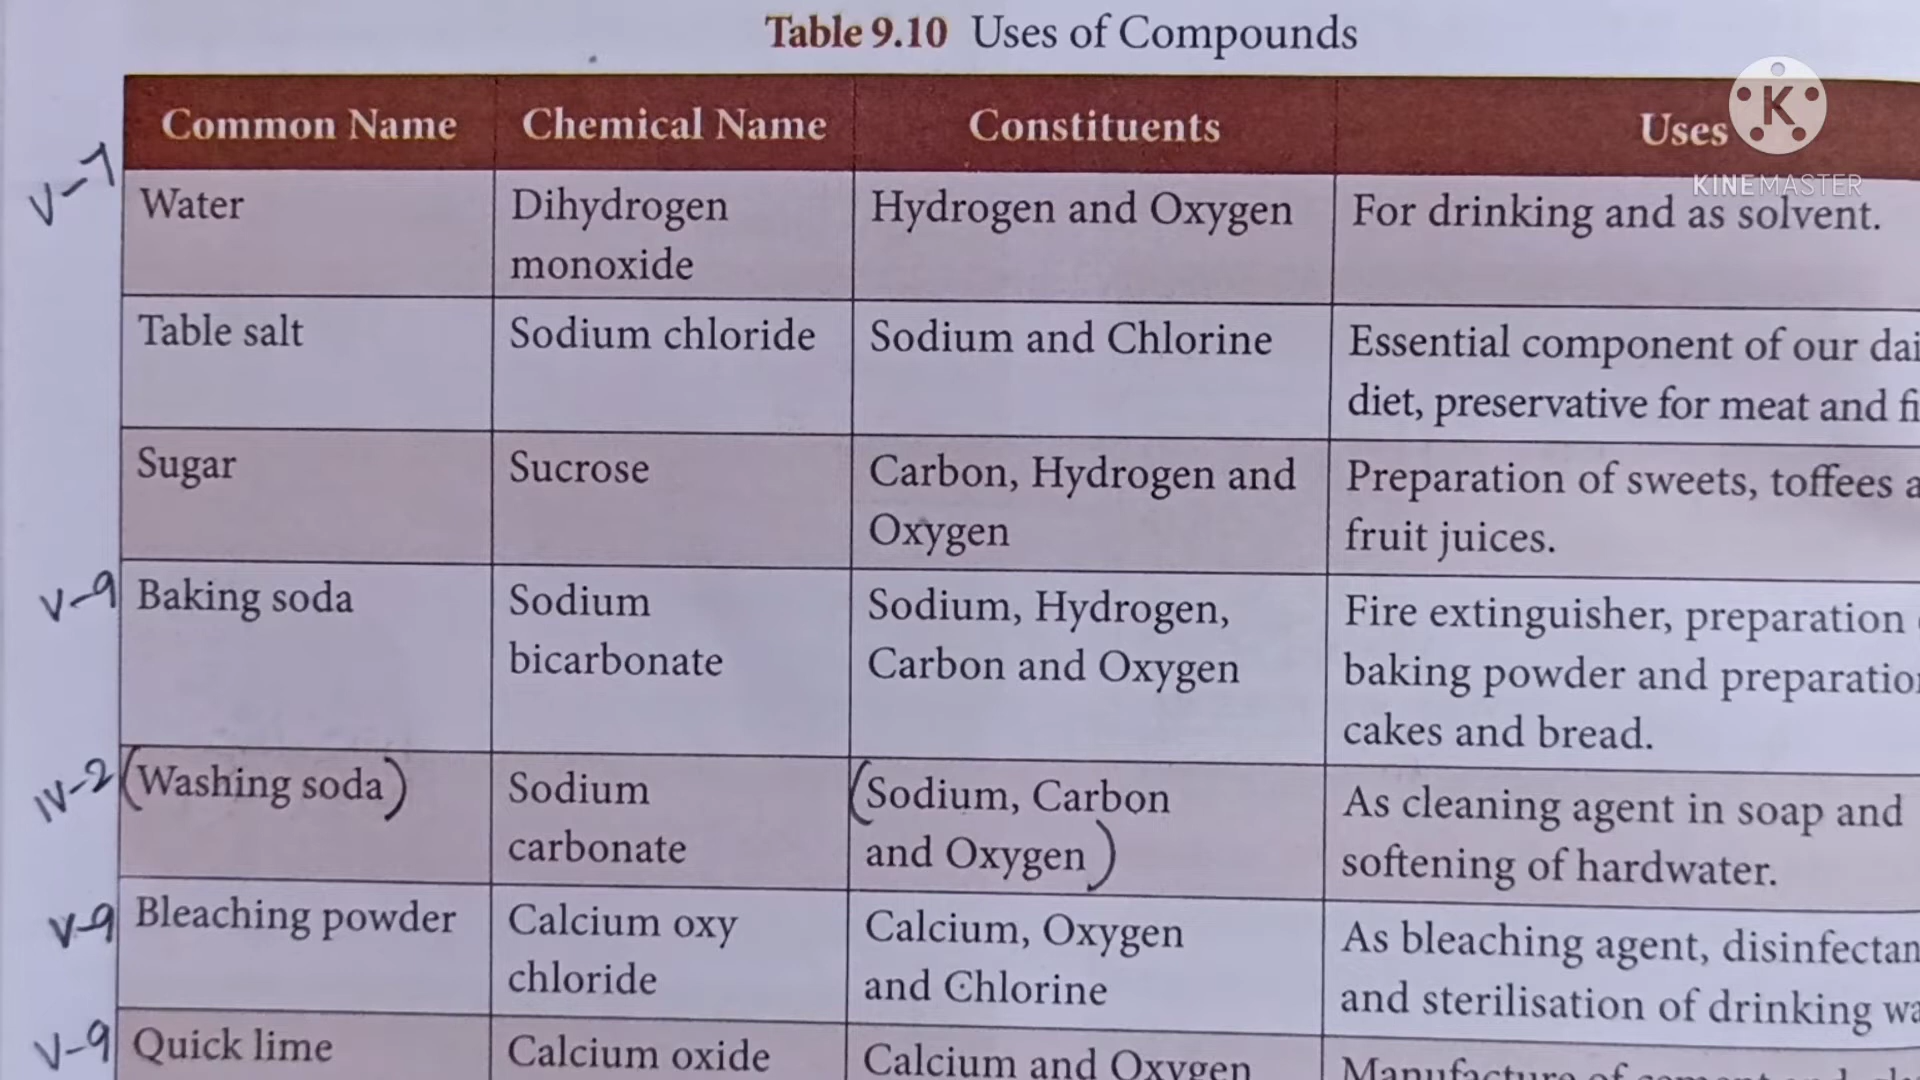 Table 9.10 Uses of Compounds
Common Name Chemical Name Constituents Uses
KINEMASTER
V-7
Water Dihydrogen Hydrogen and Oxygen For drinking and as solvent.
monoxide
Table salt Sodium chloride Sodium and Chlorine Essential component of our dai
diet, preservative for meat and fi
Sugar Sucrose Carbon, Hydrogen and Preparation of sweets, toffees a
Oxygen fruit juices.
V-9 Baking soda Sodium Sodium, Hydrogen, Fire extinguisher, preparation
bicarbonate Carbon and Oxygen baking powder and preparation
cakes and bread.
IV-2 (Washing soda) Sodium (Sodium, Carbon As cleaning agent in soap and
carbonate and Oxygen) softening of hardwater.
V-9 Bleaching powder Calcium oxy Calcium, Oxygen As bleaching agent, disinfectan
chloride and Chlorine and sterilisation of drinking wa
V-9 Quick lime Calcium oxide Calcium and Oxygen Manufacture of cement and